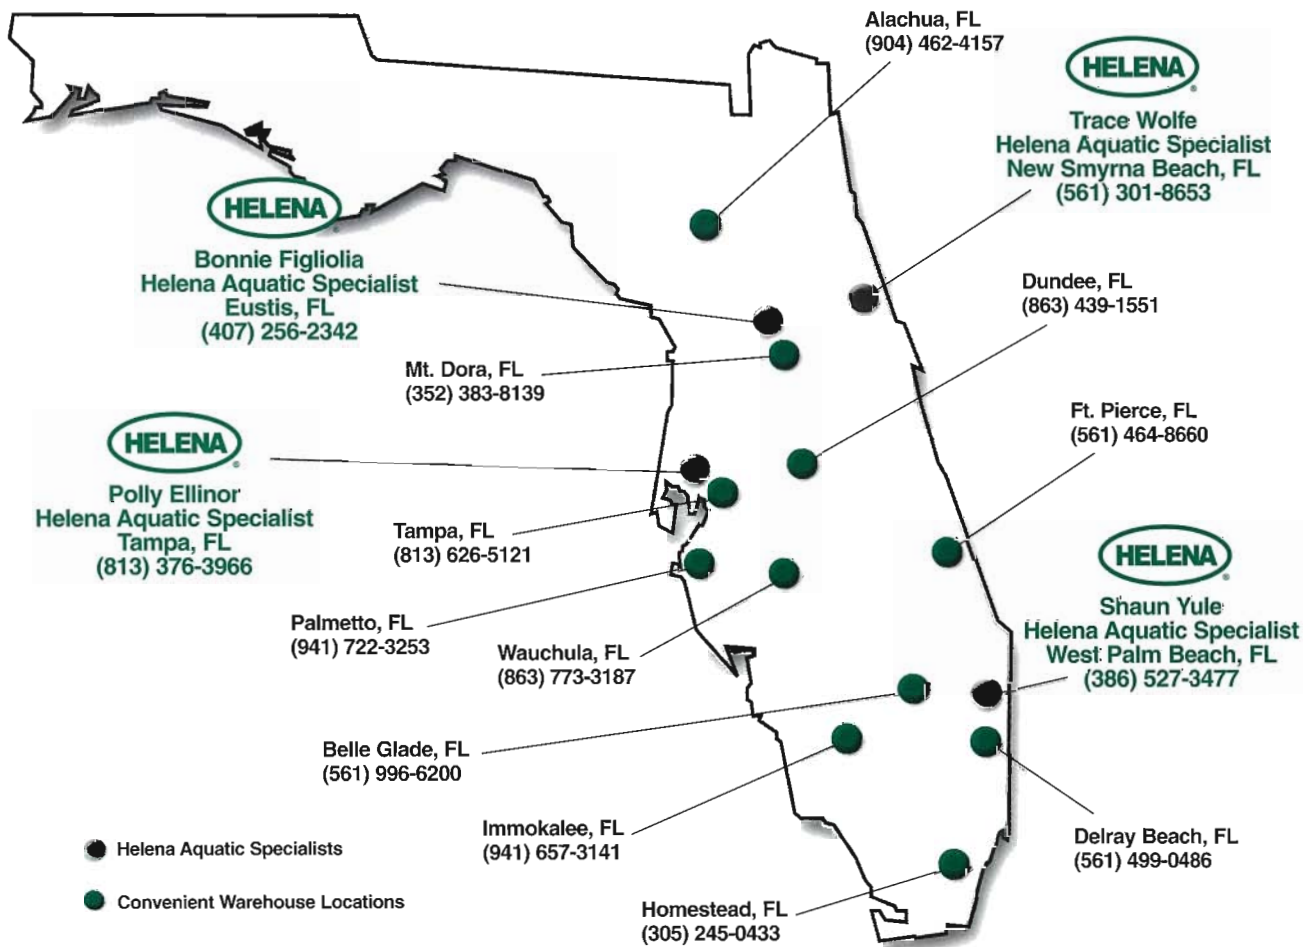 Alachua, FL
(904) 462-4157
HELENA
Trace Wolfe
Helena Aquatic Specialist
New Smyrna Beach, FL
(561) 301-8653
HELENA
Bonnie Figliolia
Helena Aquatic Specialist
Eustis, FL
(407) 256-2342
Dundee, FL
(863) 439-1551
Mt. Dora, FL
(352) 383-8139
Ft. Pierce, FL
(561) 464-8660
HELENA
Polly Ellinor
Helena Aquatic Specialist
Tampa, FL
(813) 376-3966
Tampa, FL
(813) 626-5121
HELENA
Shaun Yule
Helena Aquatic Specialist
West Palm Beach, FL
(386) 527-3477
Palmetto, FL
(941) 722-3253
Wauchula, FL
(863) 773-3187
Belle Glade, FL
(561) 996-6200
Immokalee, FL
(941) 657-3141
Delray Beach, FL
(561) 499-0486
Homestead, FL
(305) 245-0433
Helena Aquatic Specialists
Convenient Warehouse Locations